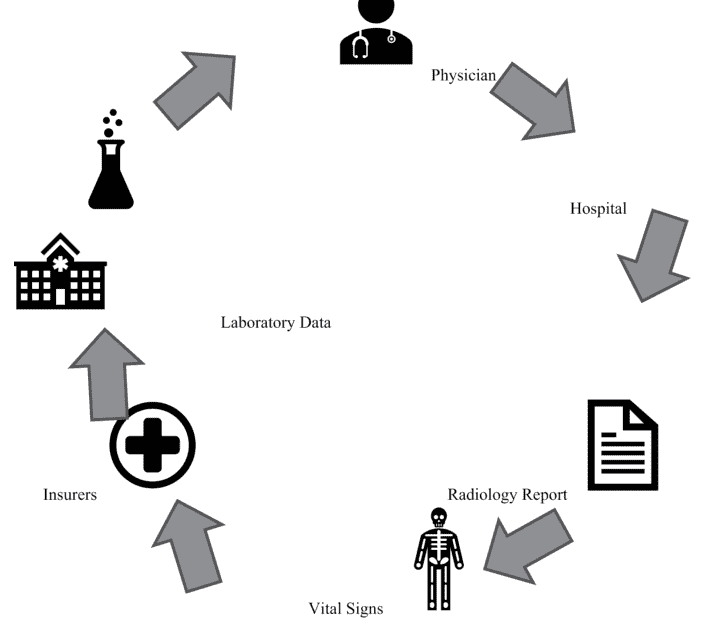 Physician
Hospital
Laboratory Data
Insurers
Radiology Report
Vital Signs